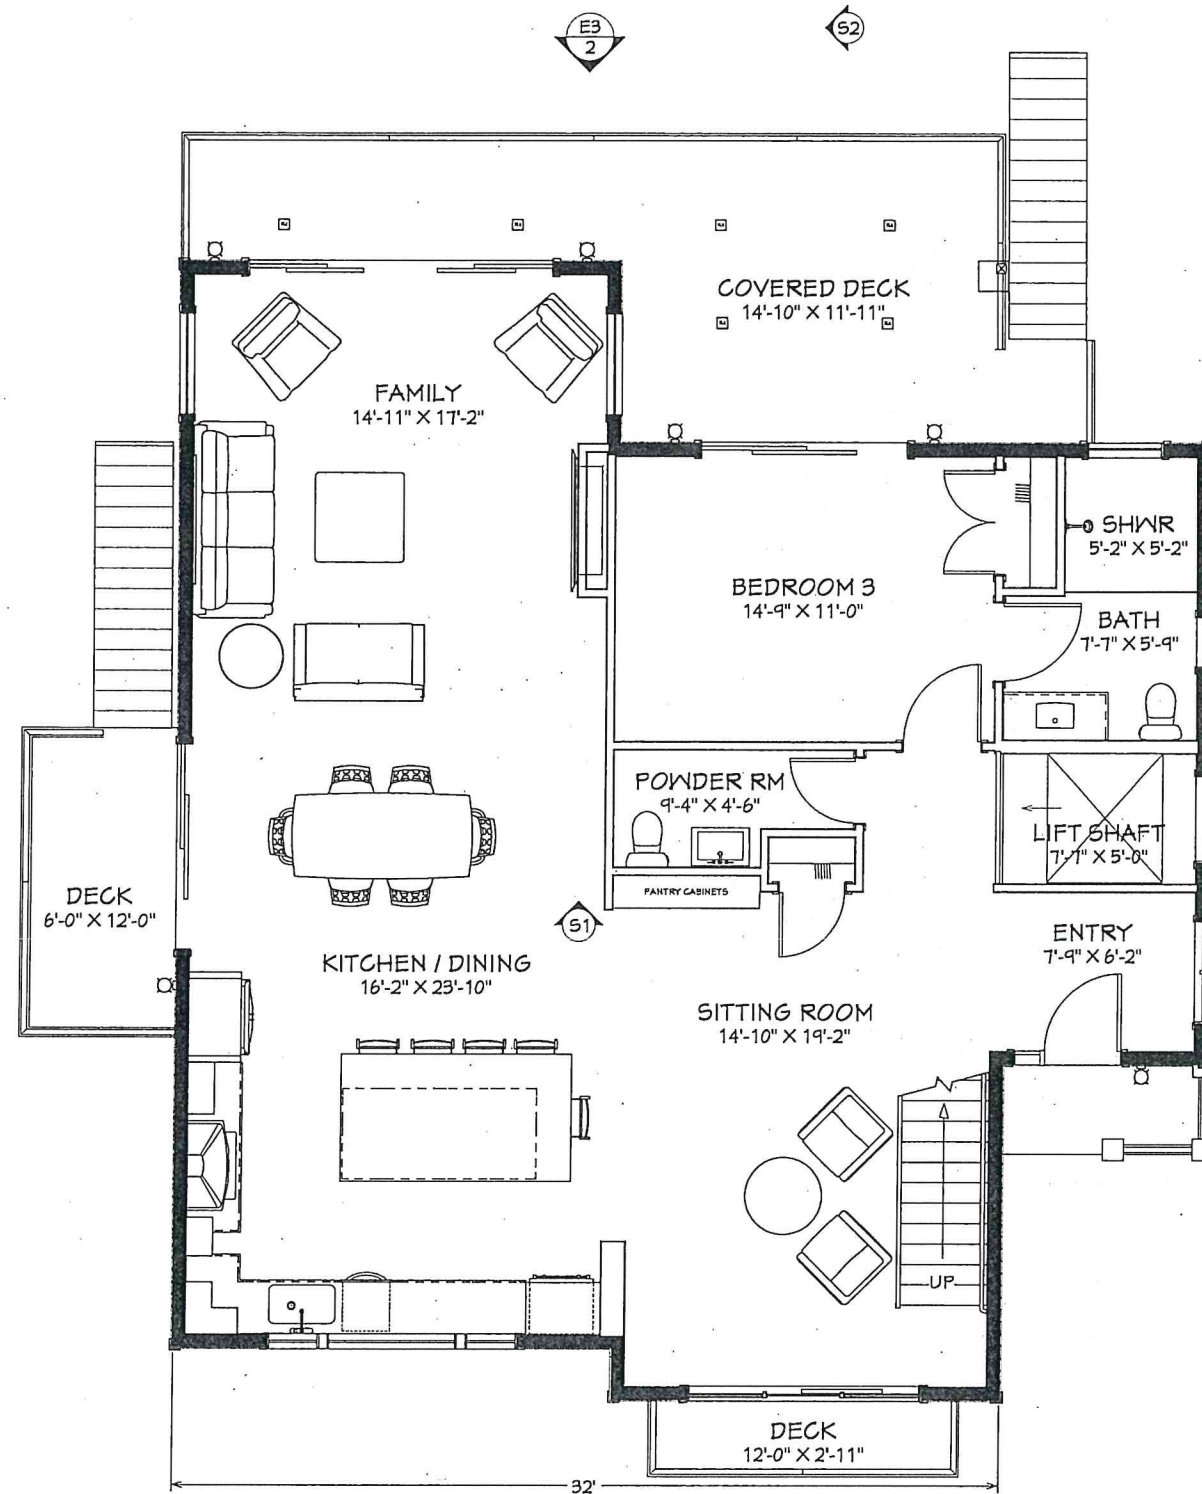 E3
2
S2
COVERED DECK
14'-10" X 11'-11"
FAMILY
14'-11" X 17'-2"
SHWR
5'-2" X 5'-2"
BEDROOM 3
14'-9" X 11'-0"
BATH
7'-7" X 5'-9"
POWDER RM
9'-4" X 4'-6"
LIFT SHAFT
7'-7" X 5'-0"
PANTRY CABINETS
DECK
6'-0" X 12'-0"
S1
ENTRY
7'-9" X 6'-2"
KITCHEN / DINING
16'-2" X 23'-10"
SITTING ROOM
14'-10" X 19'-2"
UP
DECK
12'-0" X 2'-11"
32'